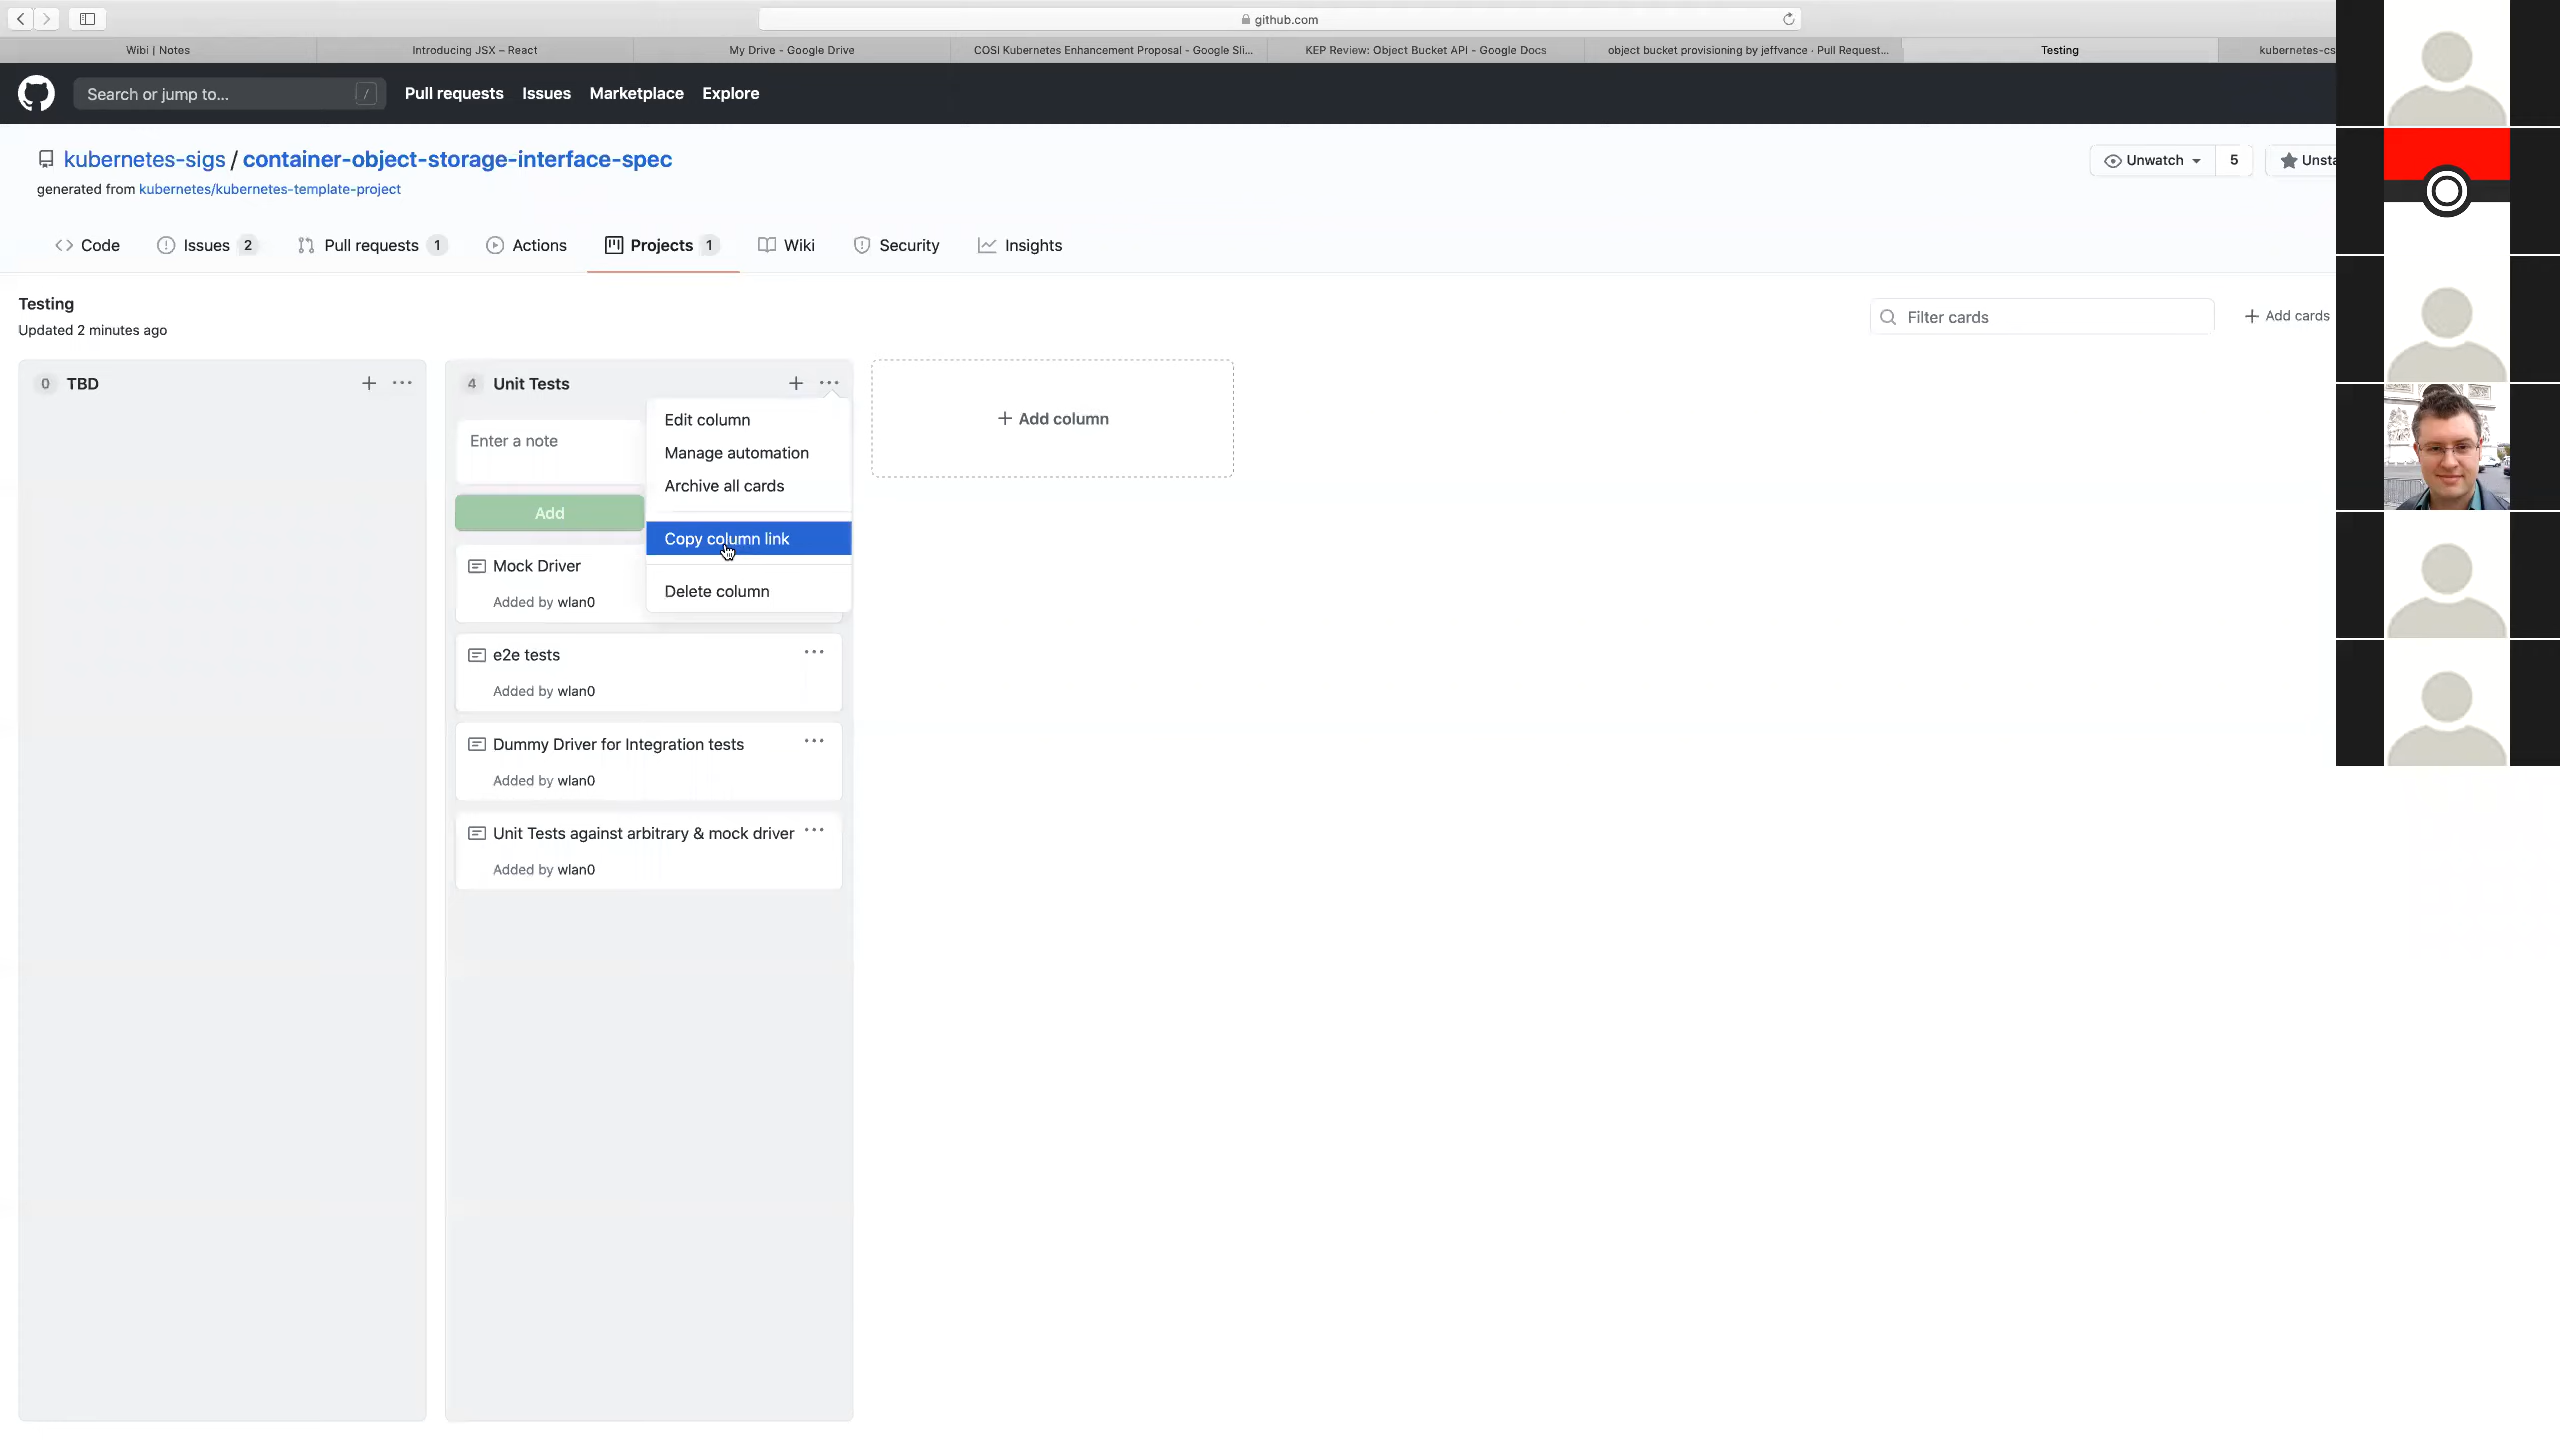 github.com
Wibi | Notes
Introducing JSX – React
My Drive - Google Drive
COSI Kubernetes Enhancement Proposal - Google Sli...
KEP Review: Object Bucket API - Google Docs
object bucket provisioning by jeffvance · Pull Request...
Testing
kubernetes-cs
Search or jump to...
/
Pull requests
Issues
Marketplace
Explore
kubernetes-sigs / container-object-storage-interface-spec
generated from kubernetes/kubernetes-template-project
Unwatch
5
Unsta
Code
Issues 2
Pull requests 1
Actions
Projects 1
Wiki
Security
Insights
Testing
Updated 2 minutes ago
Filter cards
+ Add cards
0 TBD
+ ...
4 Unit Tests
+ ...
Enter a note
Add
Edit column
Manage automation
Archive all cards
Copy column link
Delete column
+ Add column
Mock Driver
Added by wlan0
e2e tests
...
Added by wlan0
Dummy Driver for Integration tests
...
Added by wlan0
Unit Tests against arbitrary & mock driver
...
Added by wlan0